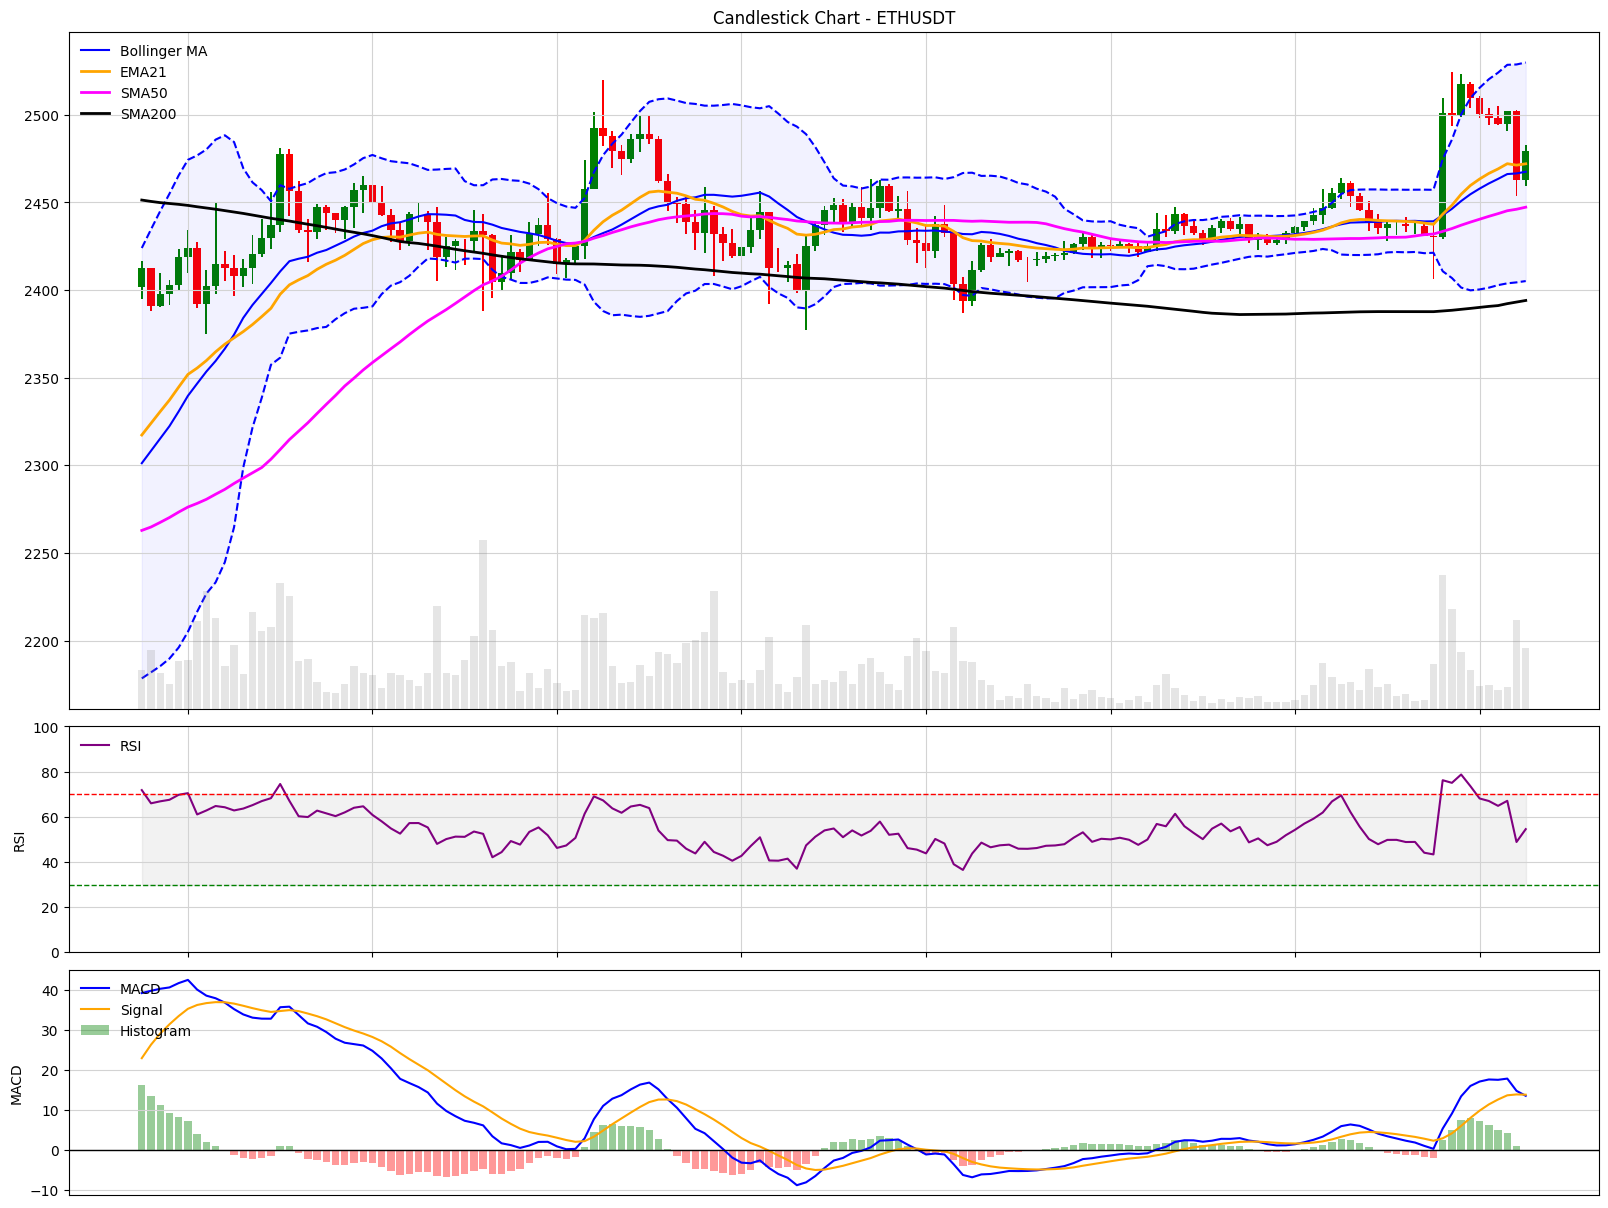 Candlestick Chart - ETHUSDT
Bollinger MA
EMA21
SMA50
SMA200
2500
2450
2400
2350
2300
2250
2200
RSI
100
80
60
40
20
0
RSI
MACD
Signal
Histogram
40
30
20
10
0
−10
MACD